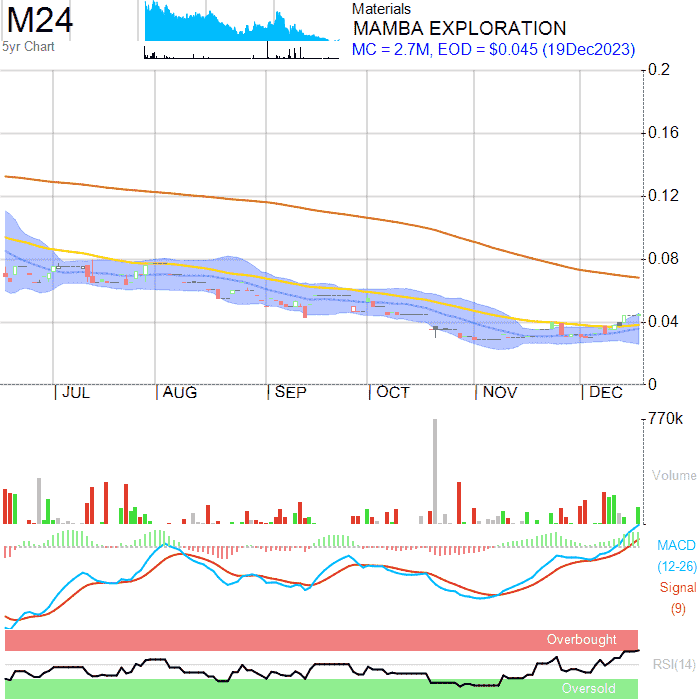 M24
5yr Chart
Materials
MAMBA EXPLORATION
MC = 2.7M, EOD = $0.045 (19Dec2023)
0.2
0.16
0.12
0.08
0.04
0
JUL AUG SEP OCT NOV DEC
770k
Volume
MACD
(12-26)
Signal
(9)
Overbought
RSI(14)
Oversold